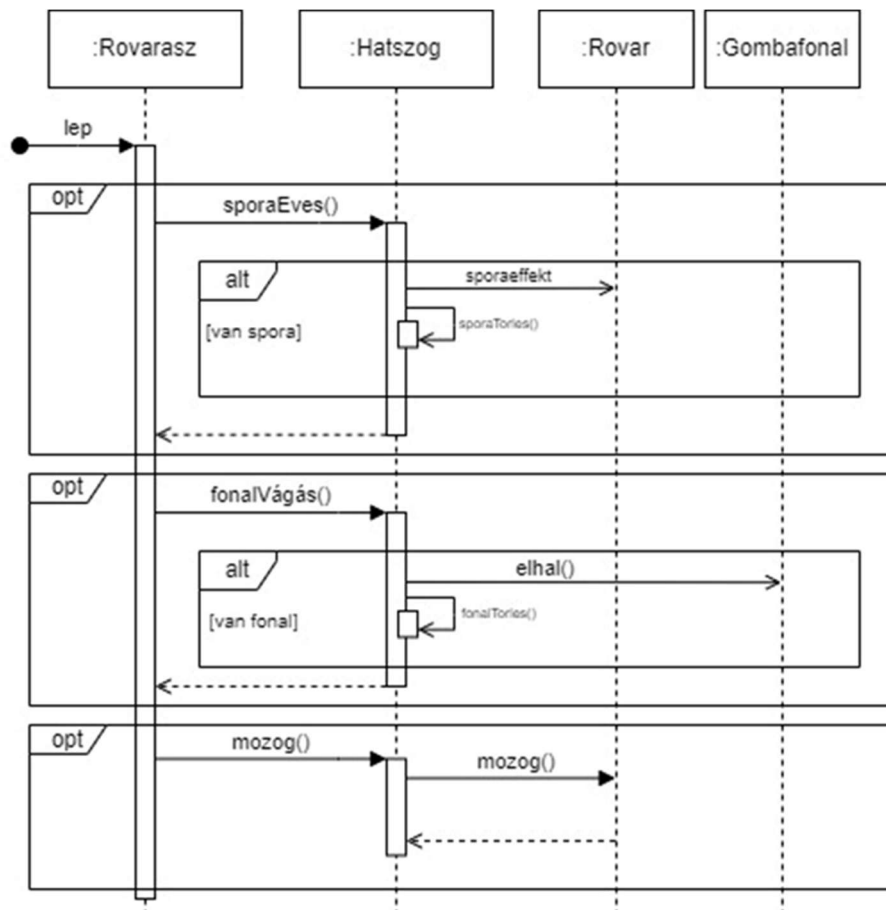 :Rovarasz
:Hatszog
:Rovar
:Gombafonal
lep
opt
sporaEves()
alt
sporaeffekt
[van spora]
sporaTorles()
opt
fonalVágás()
alt
elhal()
[van fonal]
fonalTorles()
opt
mozog()
mozog()